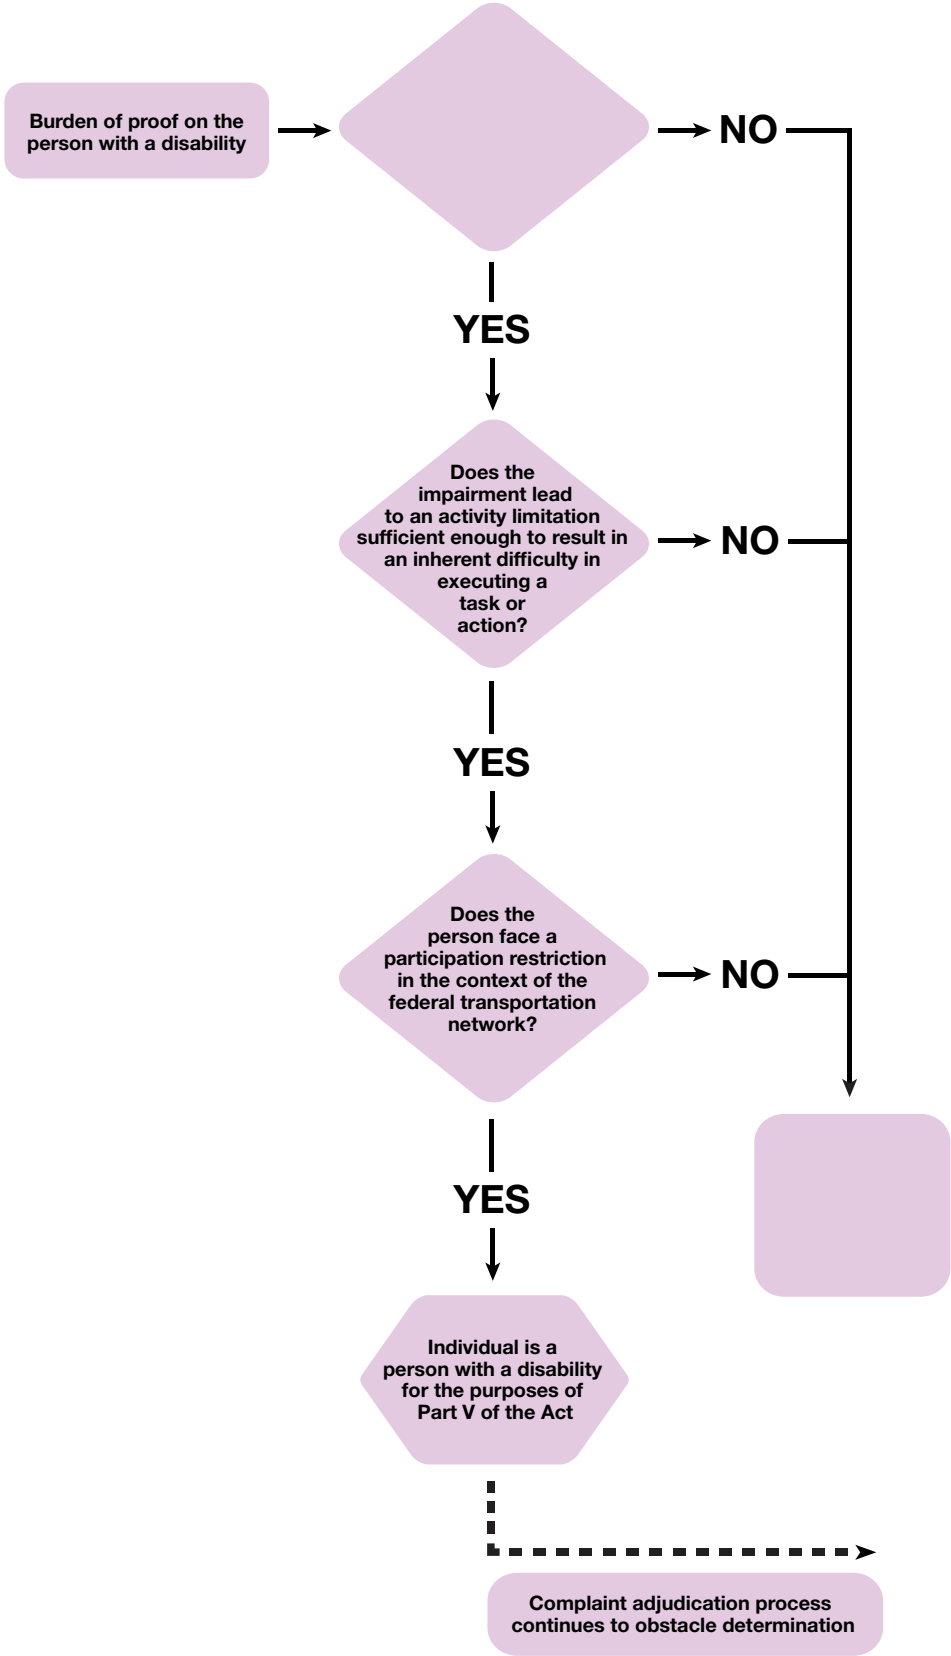 Burden of proof on the
person with a disability
NO
YES
Does the
impairment lead
to an activity limitation
sufficient enough to result in
an inherent difficulty in
executing a
task or
action?
NO
YES
Does the
person face a
participation restriction
in the context of the
federal transportation
network?
NO
YES
Individual is a
person with a disability
for the purposes of
Part V of the Act
Complaint adjudication process
continues to obstacle determination